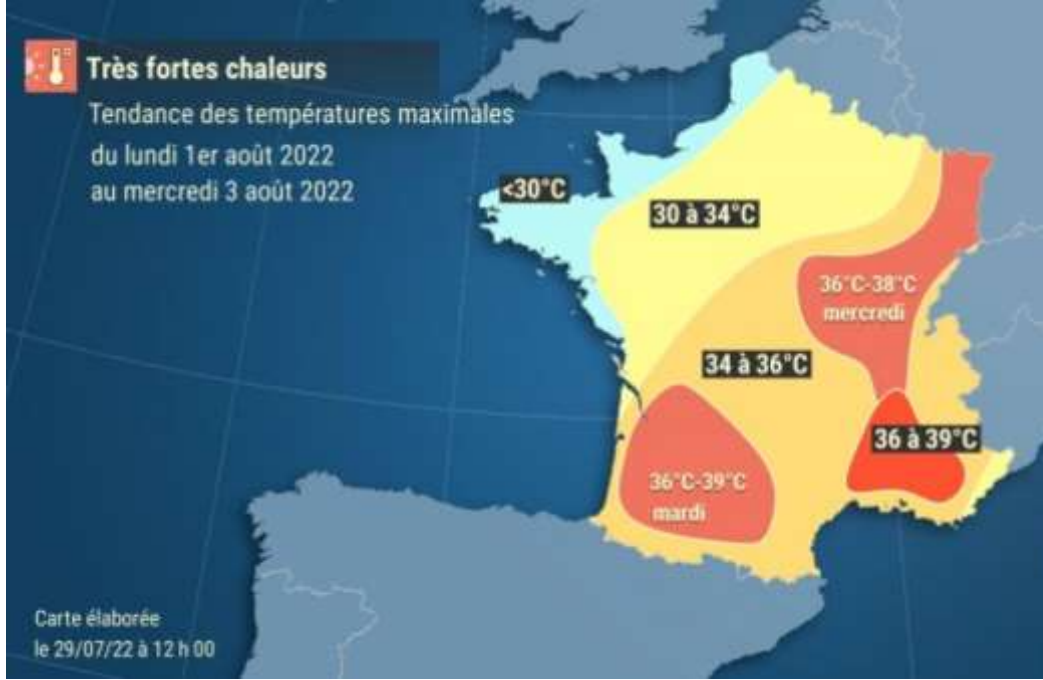 Très fortes chaleurs
Tendance des températures maximales
du lundi 1er août 2022
au mercredi 3 août 2022
<30°C
30 à 34°C
36°C-38°C
mercredi
34 à 36°C
36 à 39°C
36°C-39°C
mardi
Carte élaborée
le 29/07/22 à 12 h 00